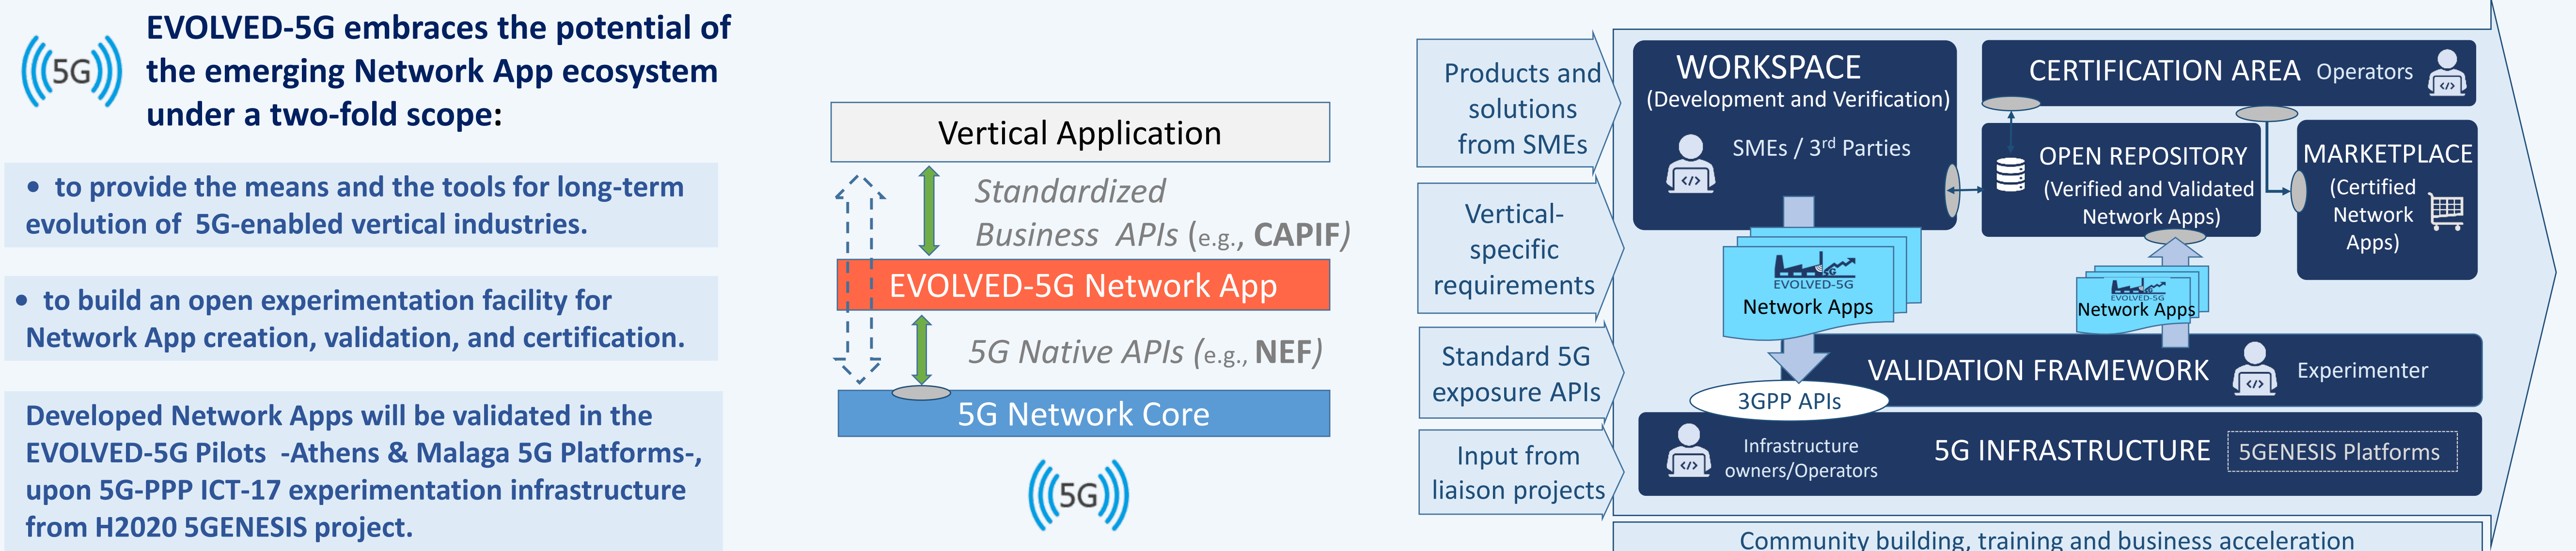 ((5G))
EVOLVED-5G embraces the potential of
the emerging Network App ecosystem
under a two-fold scope:
• to provide the means and the tools for long-term
evolution of 5G-enabled vertical industries.
• to build an open experimentation facility for
Network App creation, validation, and certification.
Developed Network Apps will be validated in the
EVOLVED-5G Pilots -Athens & Malaga 5G Platforms-,
upon 5G-PPP ICT-17 experimentation infrastructure
from H2020 5GENESIS project.
Vertical Application
Standardized
Business APIs (e.g., CAPIF)
EVOLVED-5G Network App
5G Native APIs (e.g., NEF)
5G Network Core
((5G))
Products and
solutions
from SMEs
Vertical-
specific
requirements
Standard 5G
exposure APIs
Input from
liaison projects
WORKSPACE
(Development and Verification)
SMEs / 3rd Parties
CERTIFICATION AREA Operators
OPEN REPOSITORY
(Verified and Validated
Network Apps)
MARKETPLACE
(Certified
Network
Apps)
EVOLVED-5G
Network Apps
EVOLVED-5G
Network Apps
VALIDATION FRAMEWORK
Experimenter
3GPP APIs
Infrastructure
owners/Operators
5G INFRASTRUCTURE
5GENESIS Platforms
Community building, training and business acceleration